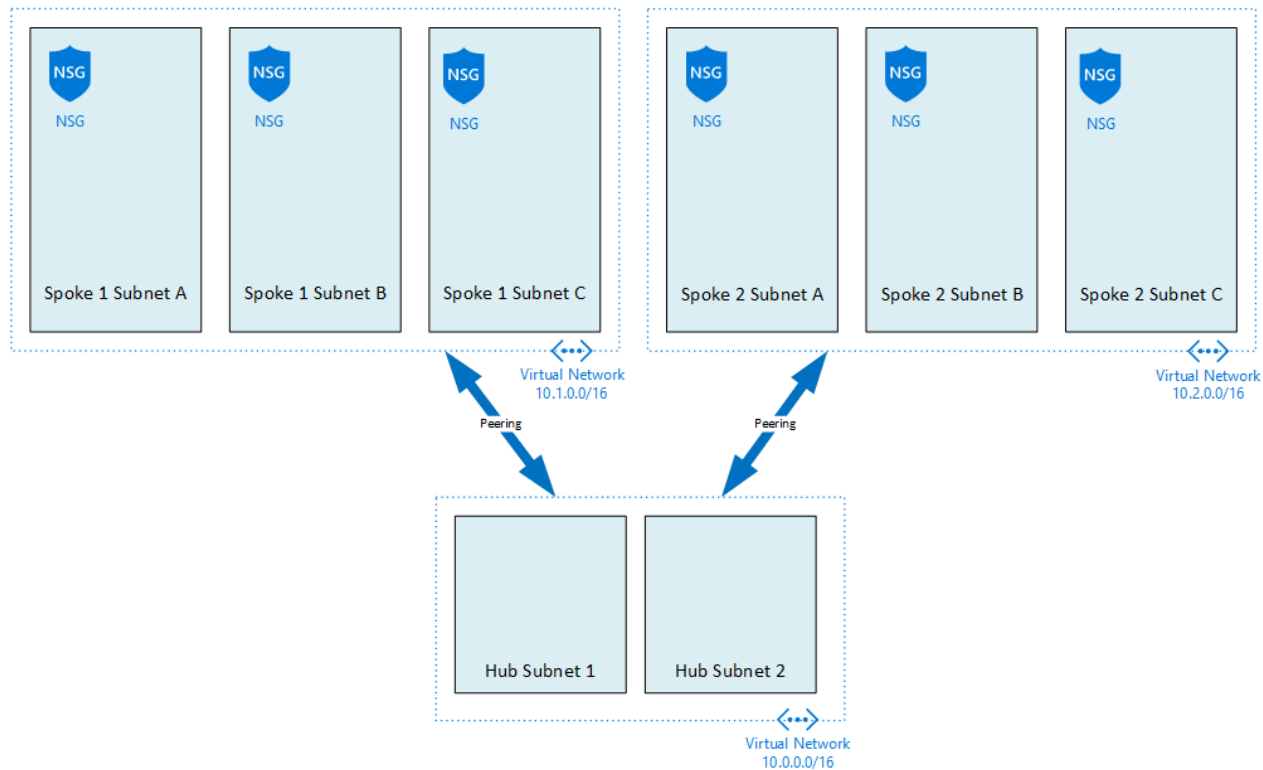 NSG
NSG
Spoke 1 Subnet A
NSG
NSG
Spoke 1 Subnet B
NSG
NSG
Spoke 1 Subnet C
Virtual Network
10.1.0.0/16
NSG
NSG
Spoke 2 Subnet A
NSG
NSG
Spoke 2 Subnet B
NSG
NSG
Spoke 2 Subnet C
Virtual Network
10.2.0.0/16
Peering
Peering
Hub Subnet 1
Hub Subnet 2
Virtual Network
10.0.0.0/16